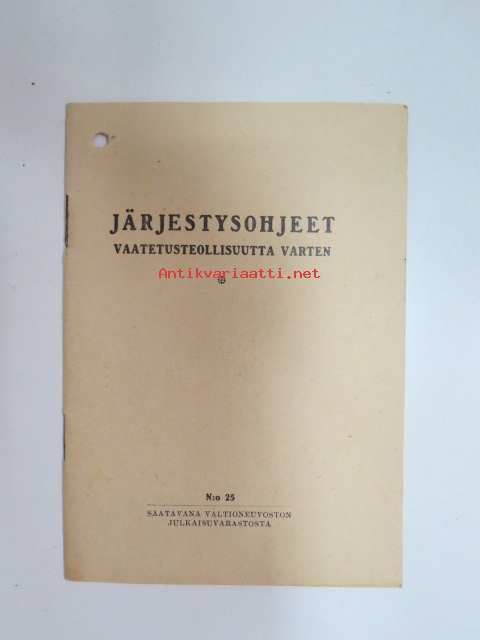 JÄRJESTYSOHJEET
VAATETUSTEOLLISUUTTA VARTEN
Antikvariaatti.net
N:o 25
SAATAVANA VALTIONEUVOSTON
JULKAISUVARASTOSTA